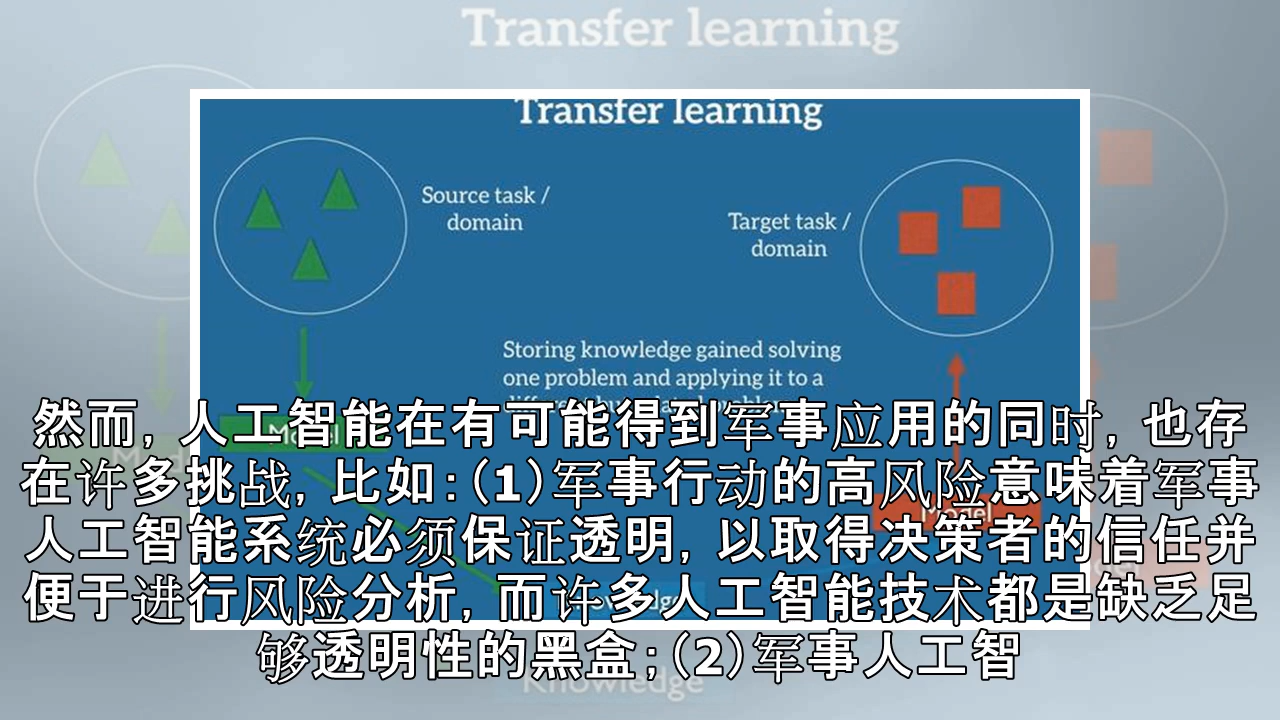 Transfer learning
Transfer learning
Source task /
domain
Target task /
domain
Storing knowledge gained solving
one problem and applying it to a
Model
Model
然而, 人工智能在有可能得到军事应用的同时, 也存
在许多挑战, 比如:(1)军事行动的高风险意味着军事
人工智能系统必须保证透明, 以取得决策者的信任并
便于进行风险分析, 而许多人工智能技术都是缺乏足
够透明性的黑盒;(2)军事人工智
Knowledge